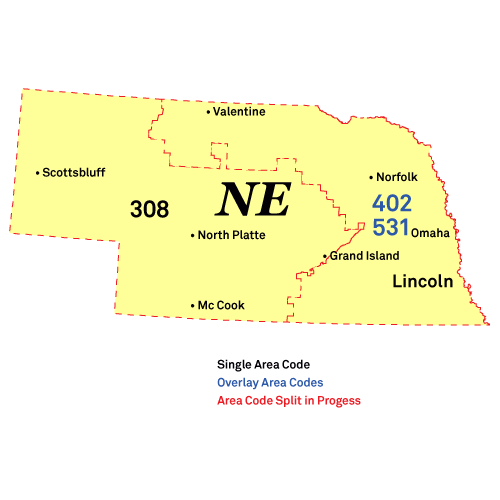 Valentine
Scottsbluff
Norfolk
NE
402
308
531
Omaha
North Platte
Grand Island
Lincoln
Mc Cook
Single Area Code
Overlay Area Codes
Area Code Split in Progess